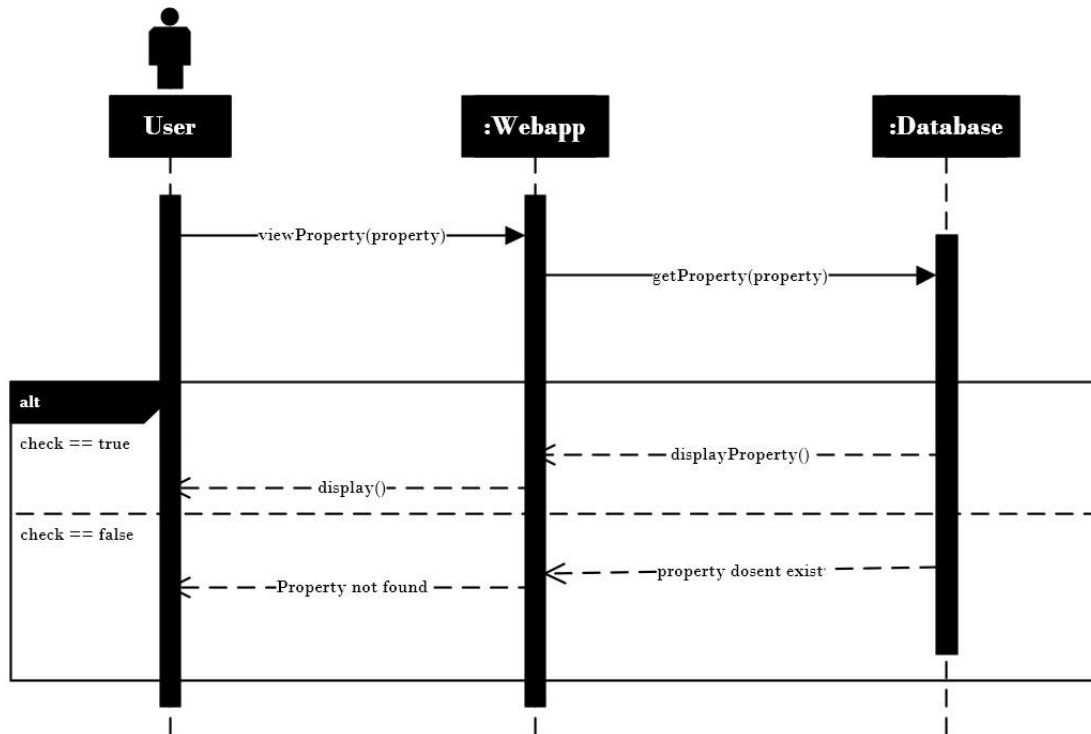 User
:Webapp
:Database
viewProperty(property)
getProperty(property)
alt
check == true
displayProperty()
display()
check == false
property dosent exist
Property not found